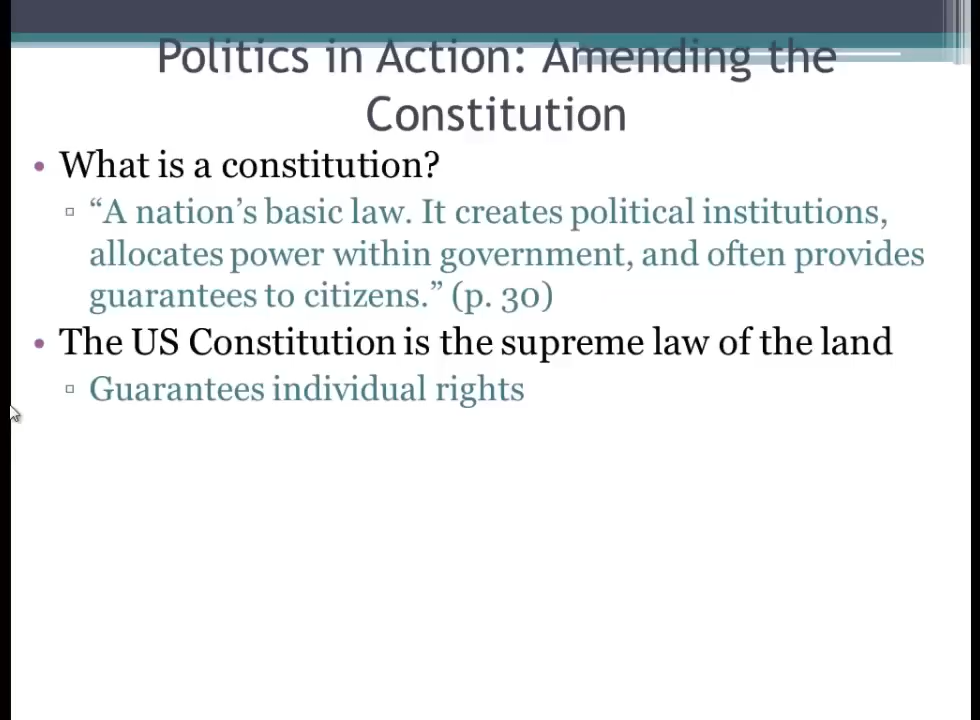 Politics in Action: Amending the
Constitution
• What is a constitution?
▫ “A nation’s basic law. It creates political institutions,
allocates power within government, and often provides
guarantees to citizens.” (p. 30)
• The US Constitution is the supreme law of the land
▫ Guarantees individual rights